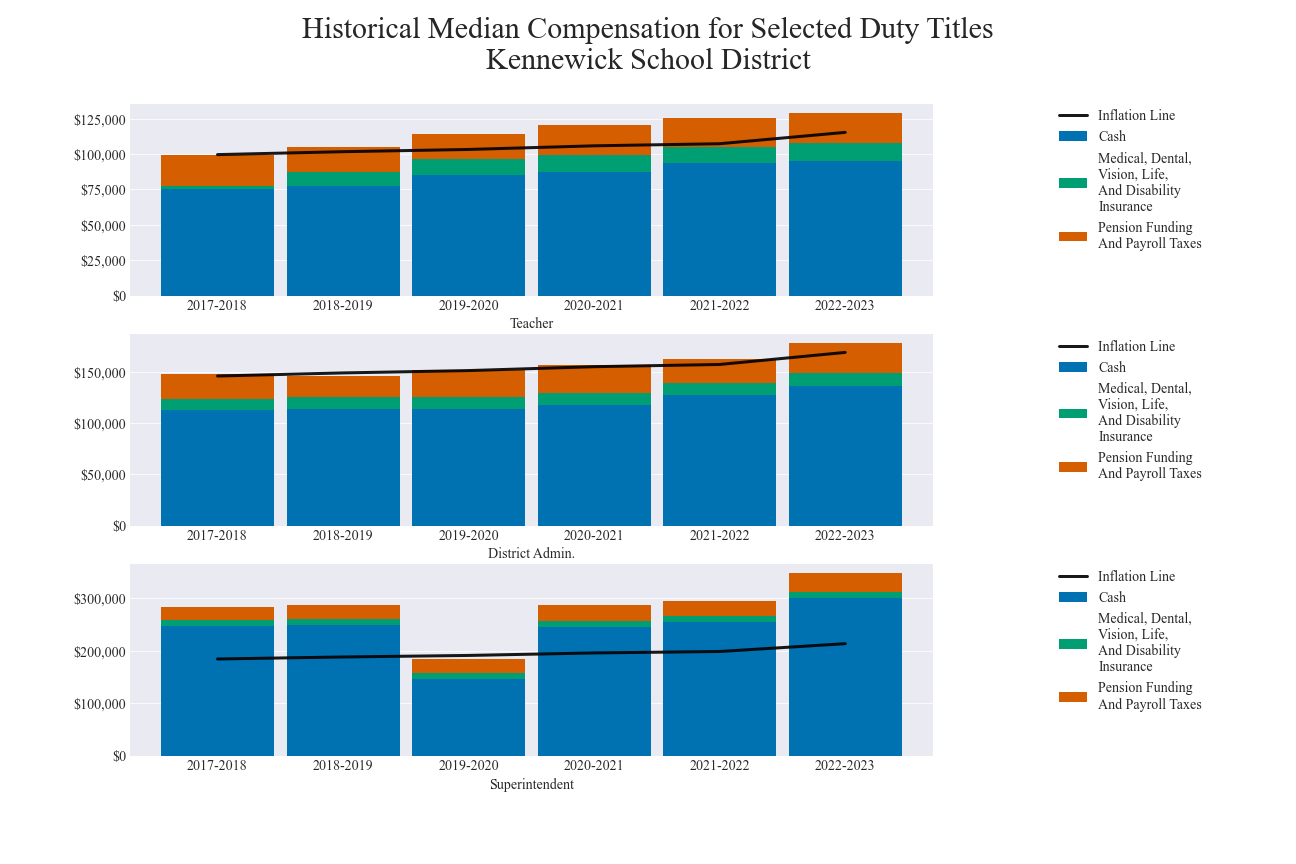 Historical Median Compensation for Selected Duty Titles
Kennewick School District
$125,000
$100,000
$75,000
$50,000
$25,000
$0
2017-2018 2018-2019 2019-2020 2020-2021 2021-2022 2022-2023
Teacher
Inflation Line
Cash
Medical, Dental,
Vision, Life,
And Disability
Insurance
Pension Funding
And Payroll Taxes
$150,000
$100,000
$50,000
$0
2017-2018 2018-2019 2019-2020 2020-2021 2021-2022 2022-2023
District Admin.
Inflation Line
Cash
Medical, Dental,
Vision, Life,
And Disability
Insurance
Pension Funding
And Payroll Taxes
$300,000
$200,000
$100,000
$0
2017-2018 2018-2019 2019-2020 2020-2021 2021-2022 2022-2023
Superintendent
Inflation Line
Cash
Medical, Dental,
Vision, Life,
And Disability
Insurance
Pension Funding
And Payroll Taxes